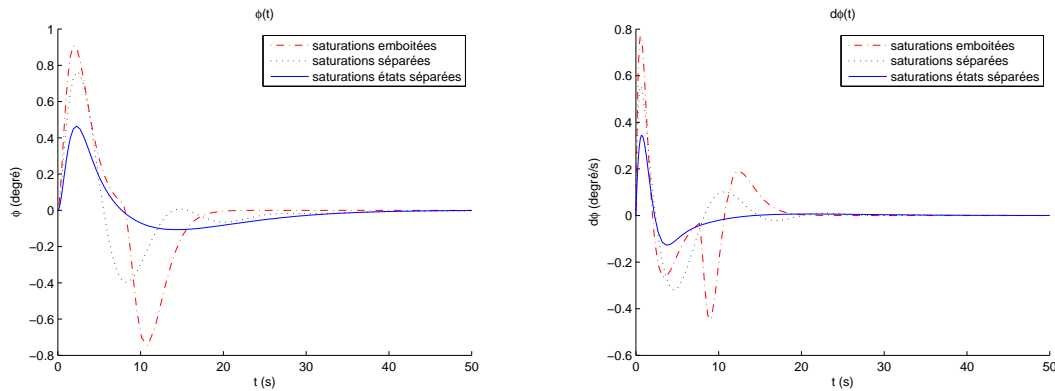 ϕ(t)
saturations emboitées
saturations séparées
saturations états séparées
1
0.8
0.6
0.4
0.2
0
−0.2
−0.4
−0.6
−0.8
ϕ (degré)
0
10
20
30
40
50
t (s)
dϕ(t)
saturations emboitées
saturations séparées
saturations états séparées
0.8
0.6
0.4
0.2
0
−0.2
−0.4
−0.6
dϕ (degré/s)
0
10
20
30
40
50
t (s)